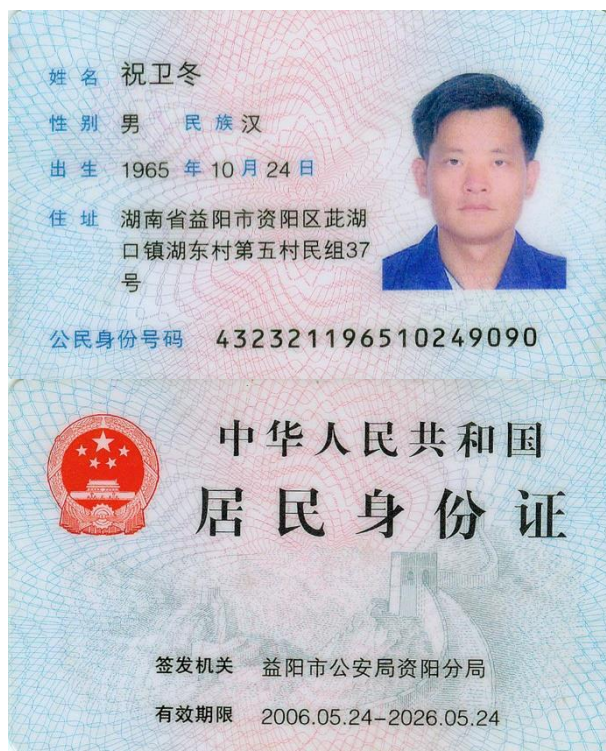 姓名 祝卫冬
性别 男 民族 汉
出生 1965 年 10 月 24 日
住址 湖南省益阳市资阳区茈湖
口镇湖东村第五村民组37
号
公民身份号码 432321196510249090
中华人民共和国
居民身份证
签发机关 益阳市公安局资阳分局
有效期限 2006.05.24-2026.05.24